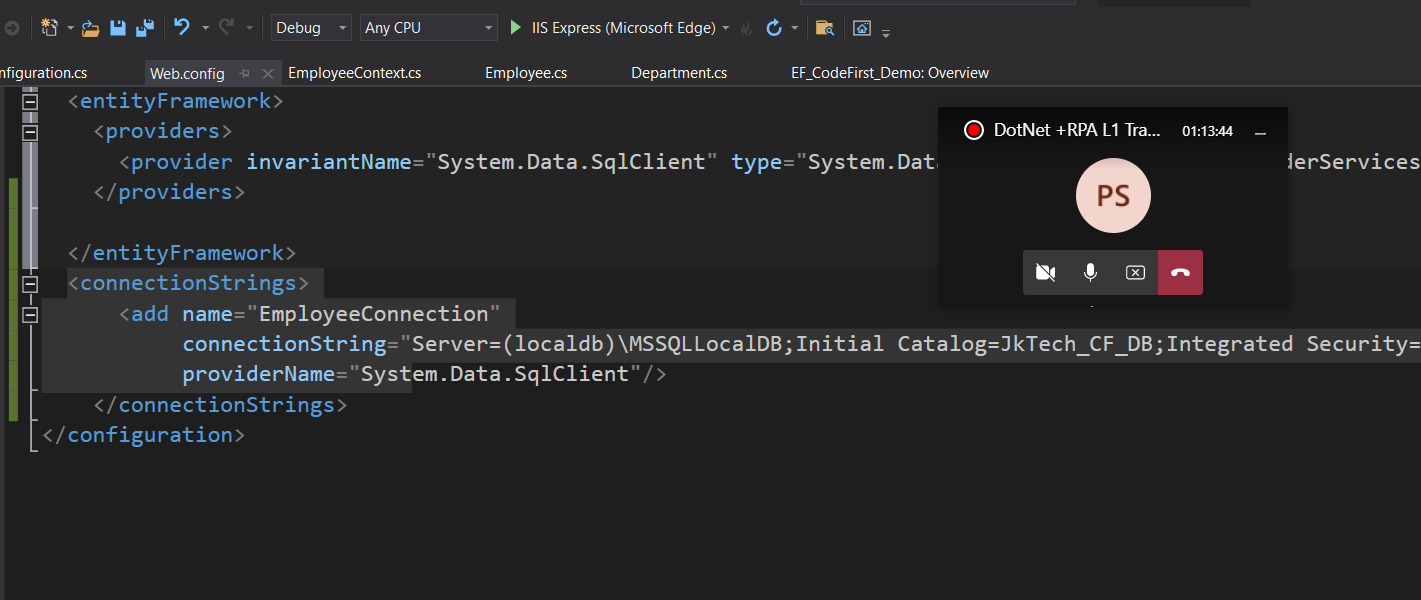 Debug Any CPU IIS Express (Microsoft Edge)
nfiguration.cs Web.config EmployeeContext.cs Employee.cs Department.cs EF_CodeFirst_Demo: Overview
<entityFramework>
<providers>
<provider invariantName="System.Data.SqlClient" type="System.Dat derServices
</providers>
</entityFramework>
<connectionStrings>
<add name="EmployeeConnection"
connectionString="Server=(localdb)\MSSQLLocalDB;Initial Catalog=JkTech_CF_DB;Integrated Security=
providerName="System.Data.SqlClient"/>
</connectionStrings>
</configuration>
DotNet +RPA L1 Tra... 01:13:44
PS